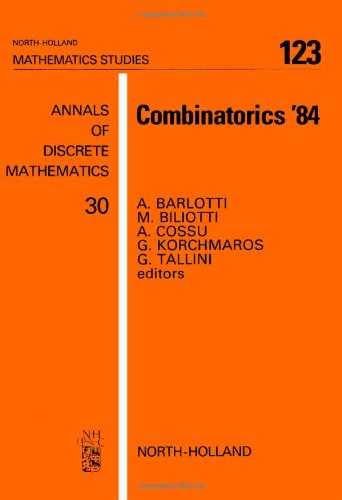 NORTH-HOLLAND
MATHEMATICS STUDIES
123
ANNALS
OF
DISCRETE
MATHEMATICS
30
Combinatorics '84
A. BARLOTTI
M. BILIOTTI
A. COSSU
G. KORCHMAROS
G. TALLINI
editors
NORTH-HOLLAND